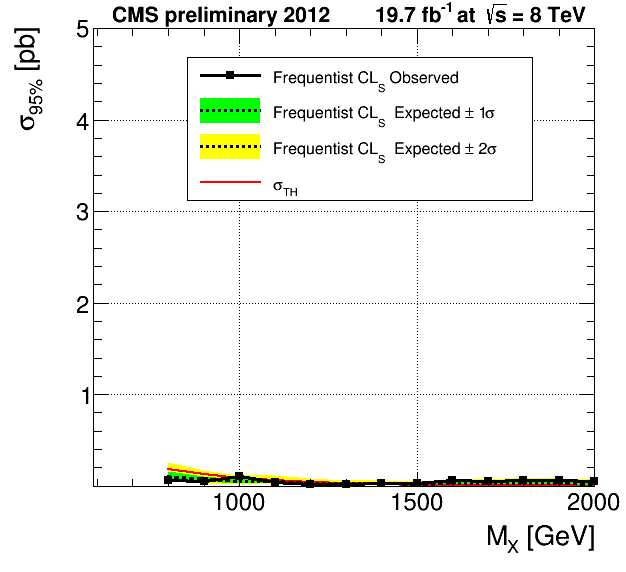 CMS preliminary 2012 19.7 fb⁻¹ at √s = 8 TeV
σ95% [pb]
5
4
3
2
1
Frequentist CLS Observed
Frequentist CLS Expected ± 1σ
Frequentist CLS Expected ± 2σ
σTH
1000 1500 2000
MX [GeV]